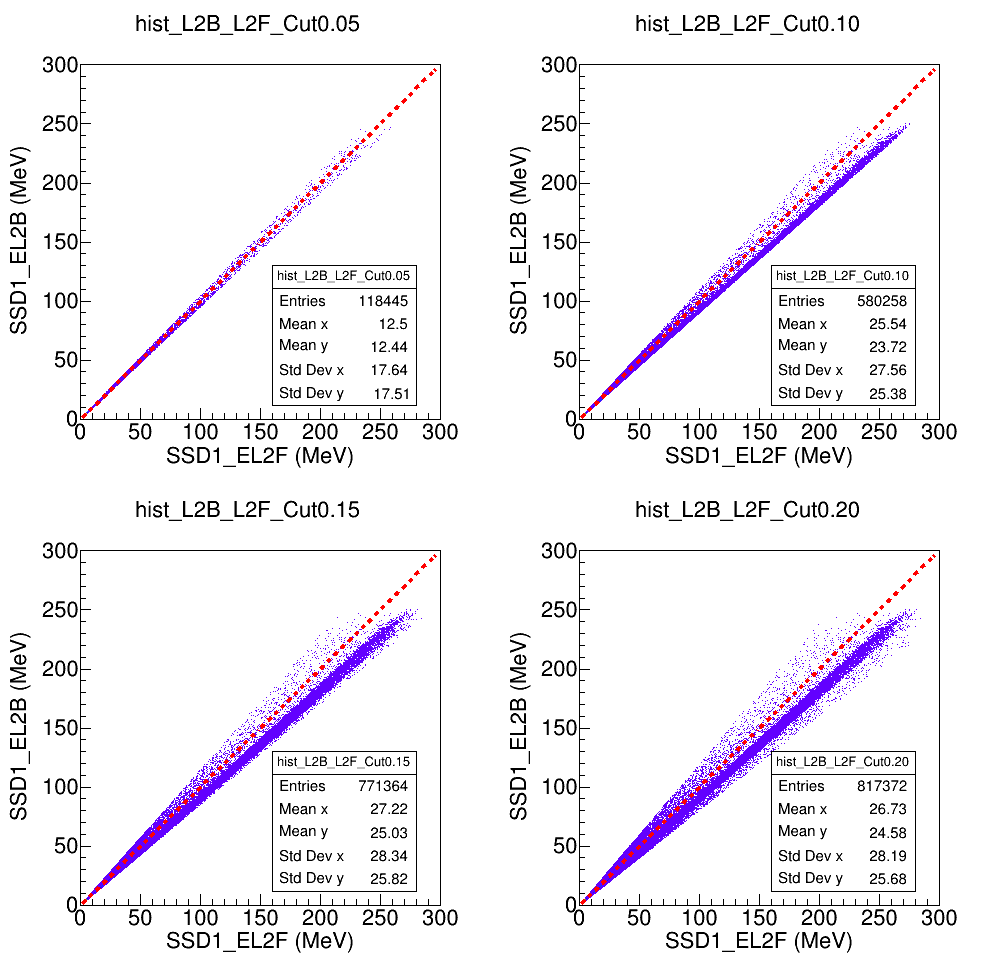 hist_L2B_L2F_Cut0.05
SSD1_EL2B (MeV)
300
250
200
150
100
50
0
hist_L2B_L2F_Cut0.05
Entries 118445
Mean x 12.5
Mean y 12.44
Std Dev x 17.64
Std Dev y 17.51
0 50 100 150 200 250 300
SSD1_EL2F (MeV)
hist_L2B_L2F_Cut0.10
SSD1_EL2B (MeV)
300
250
200
150
100
50
0
hist_L2B_L2F_Cut0.10
Entries 580258
Mean x 25.54
Mean y 23.72
Std Dev x 27.56
Std Dev y 25.38
0 50 100 150 200 250 300
SSD1_EL2F (MeV)
hist_L2B_L2F_Cut0.15
SSD1_EL2B (MeV)
300
250
200
150
100
50
0
hist_L2B_L2F_Cut0.15
Entries 771364
Mean x 27.22
Mean y 25.03
Std Dev x 28.34
Std Dev y 25.82
0 50 100 150 200 250 300
SSD1_EL2F (MeV)
hist_L2B_L2F_Cut0.20
SSD1_EL2B (MeV)
300
250
200
150
100
50
0
hist_L2B_L2F_Cut0.20
Entries 817372
Mean x 26.73
Mean y 24.58
Std Dev x 28.19
Std Dev y 25.68
0 50 100 150 200 250 300
SSD1_EL2F (MeV)